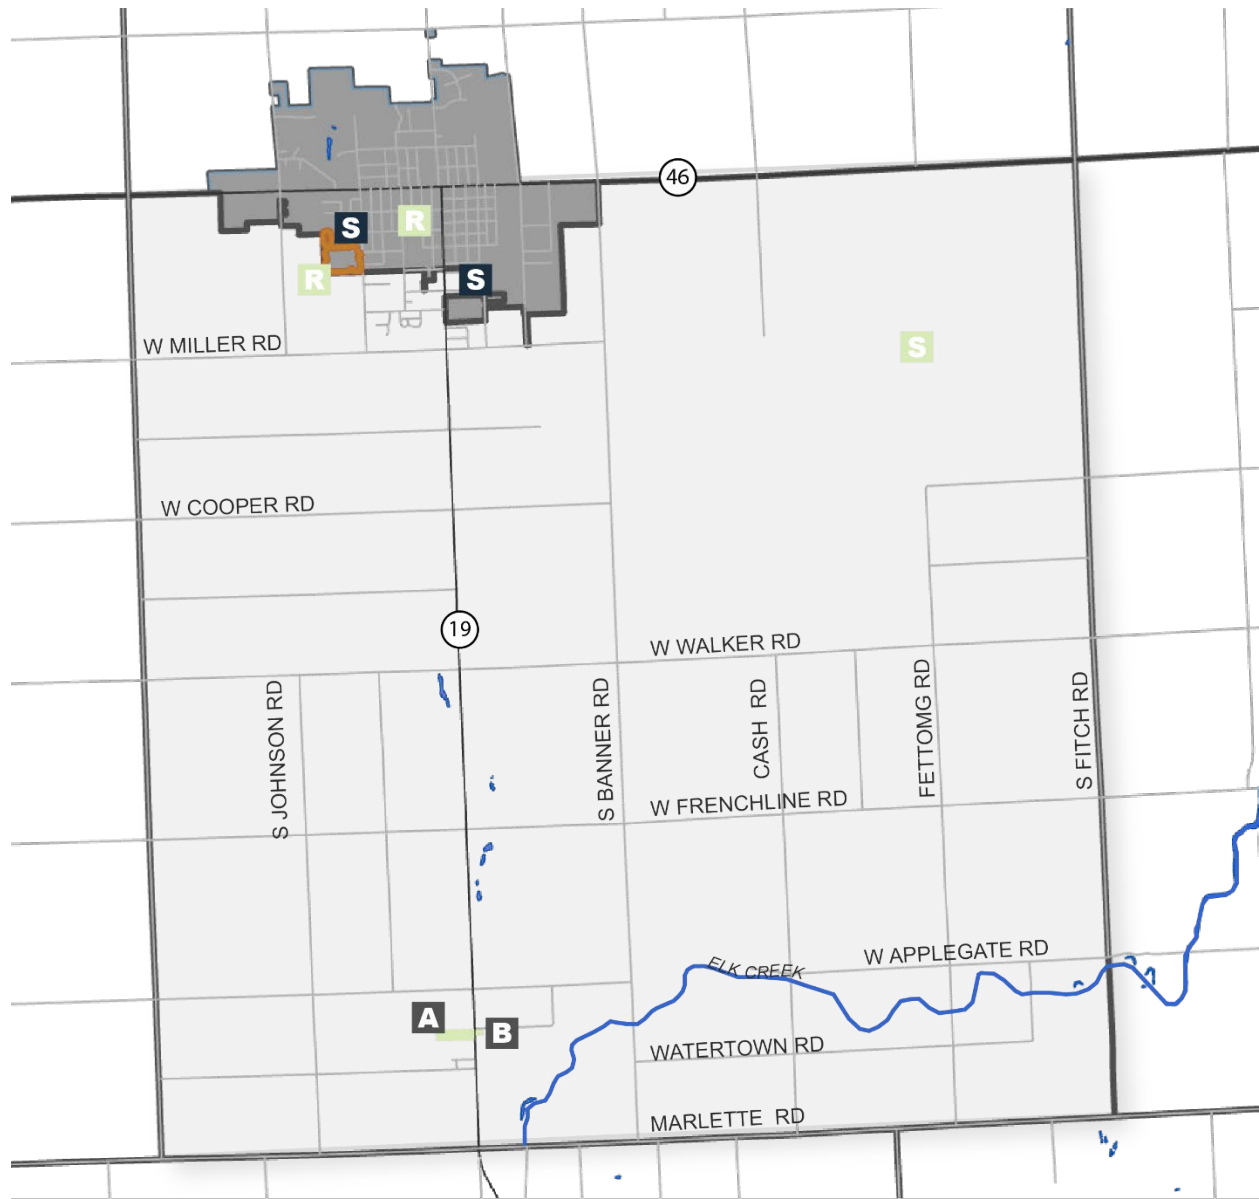 46
S
R
R
S
W MILLER RD
S
W COOPER RD
19
W WALKER RD
S JOHNSON RD
S BANNER RD
CASH RD
FETTOMG RD
S FITCH RD
W FRENCHLINE RD
W APPLEGATE RD
ELK CREEK
A
B
WATERTOWN RD
MARLETTE RD